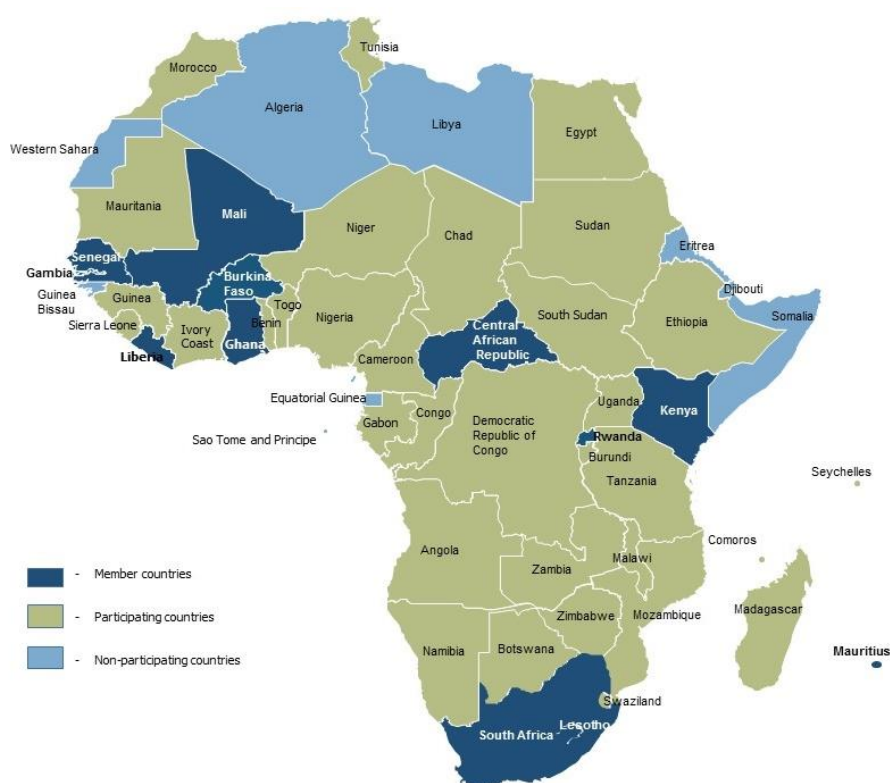 Tunisia
Morocco
Algeria
Libya
Egypt
Western Sahara
Mauritania
Mali
Niger
Chad
Sudan
Eritrea
Senegal
Gambia
Burkina
Faso
Djibouti
Guinea
Bissau
Guinea
Togo
Benin
Nigeria
South Sudan
Ethiopia
Somalia
Sierra Leone
Ivory
Coast
Ghana
Liberia
Central
African
Republic
Cameroon
Equatorial Guinea
Uganda
Kenya
Congo
Gabon
Democratic
Republic of
Congo
Rwanda
Sao Tome and Principe
Burundi
Tanzania
Seychelles
Angola
Comoros
Malawi
Zambia
Zimbabwe
Mozambique
Madagascar
Namibia
Botswana
Mauritius
Swaziland
South Africa
Lesotho
- Member countries
- Participating countries
- Non-participating countries